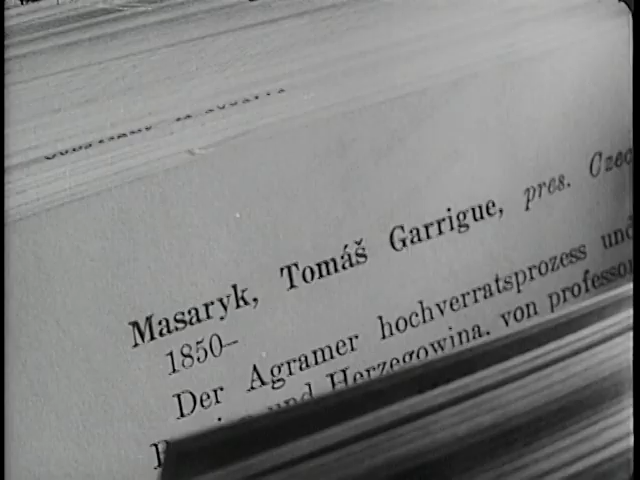 Masaryk, Tomáš Garrigue, pres. Czec
1850–
Der Agramer hochverratsprozess und
und Herzegowina. von professor